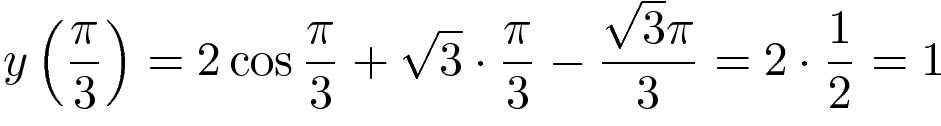 y(π/3) = 2 cos π/3 + √3 · π/3 − √3π/3 = 2 · 1/2 = 1